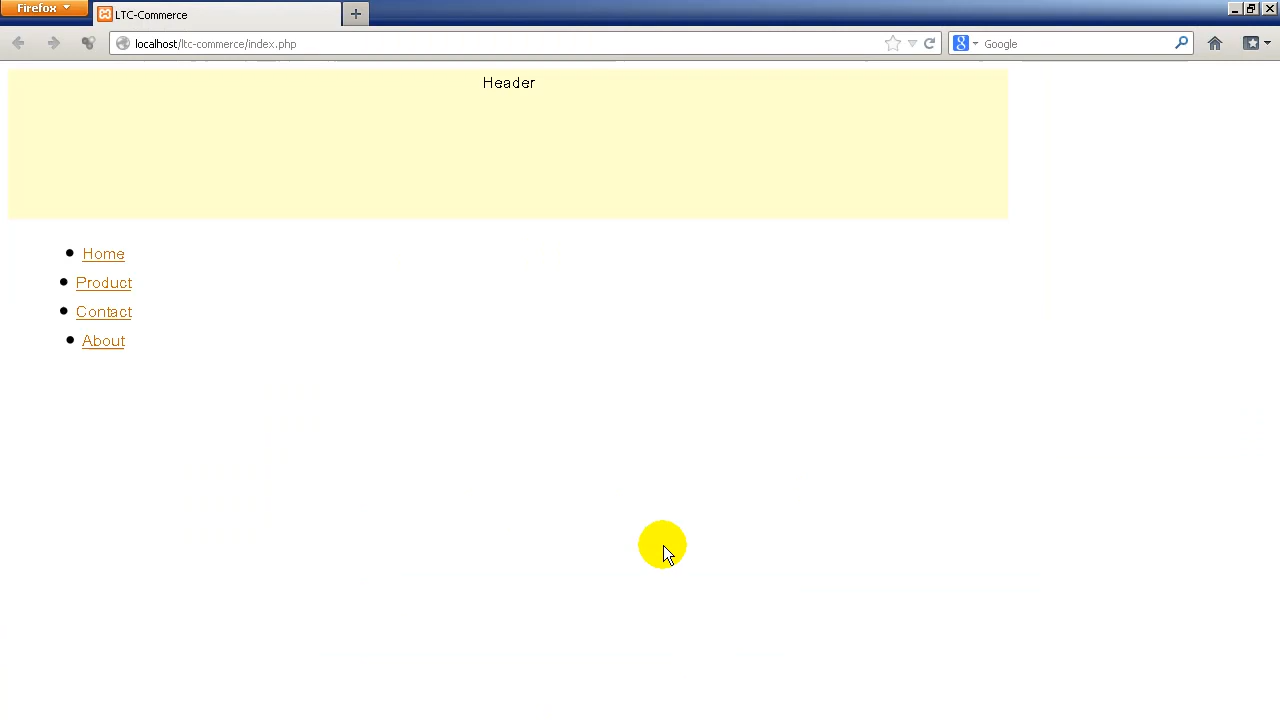 Firefox
LTC-Commerce
localhost/ltc-commerce/index.php
Google
Header
Home
Product
Contact
About